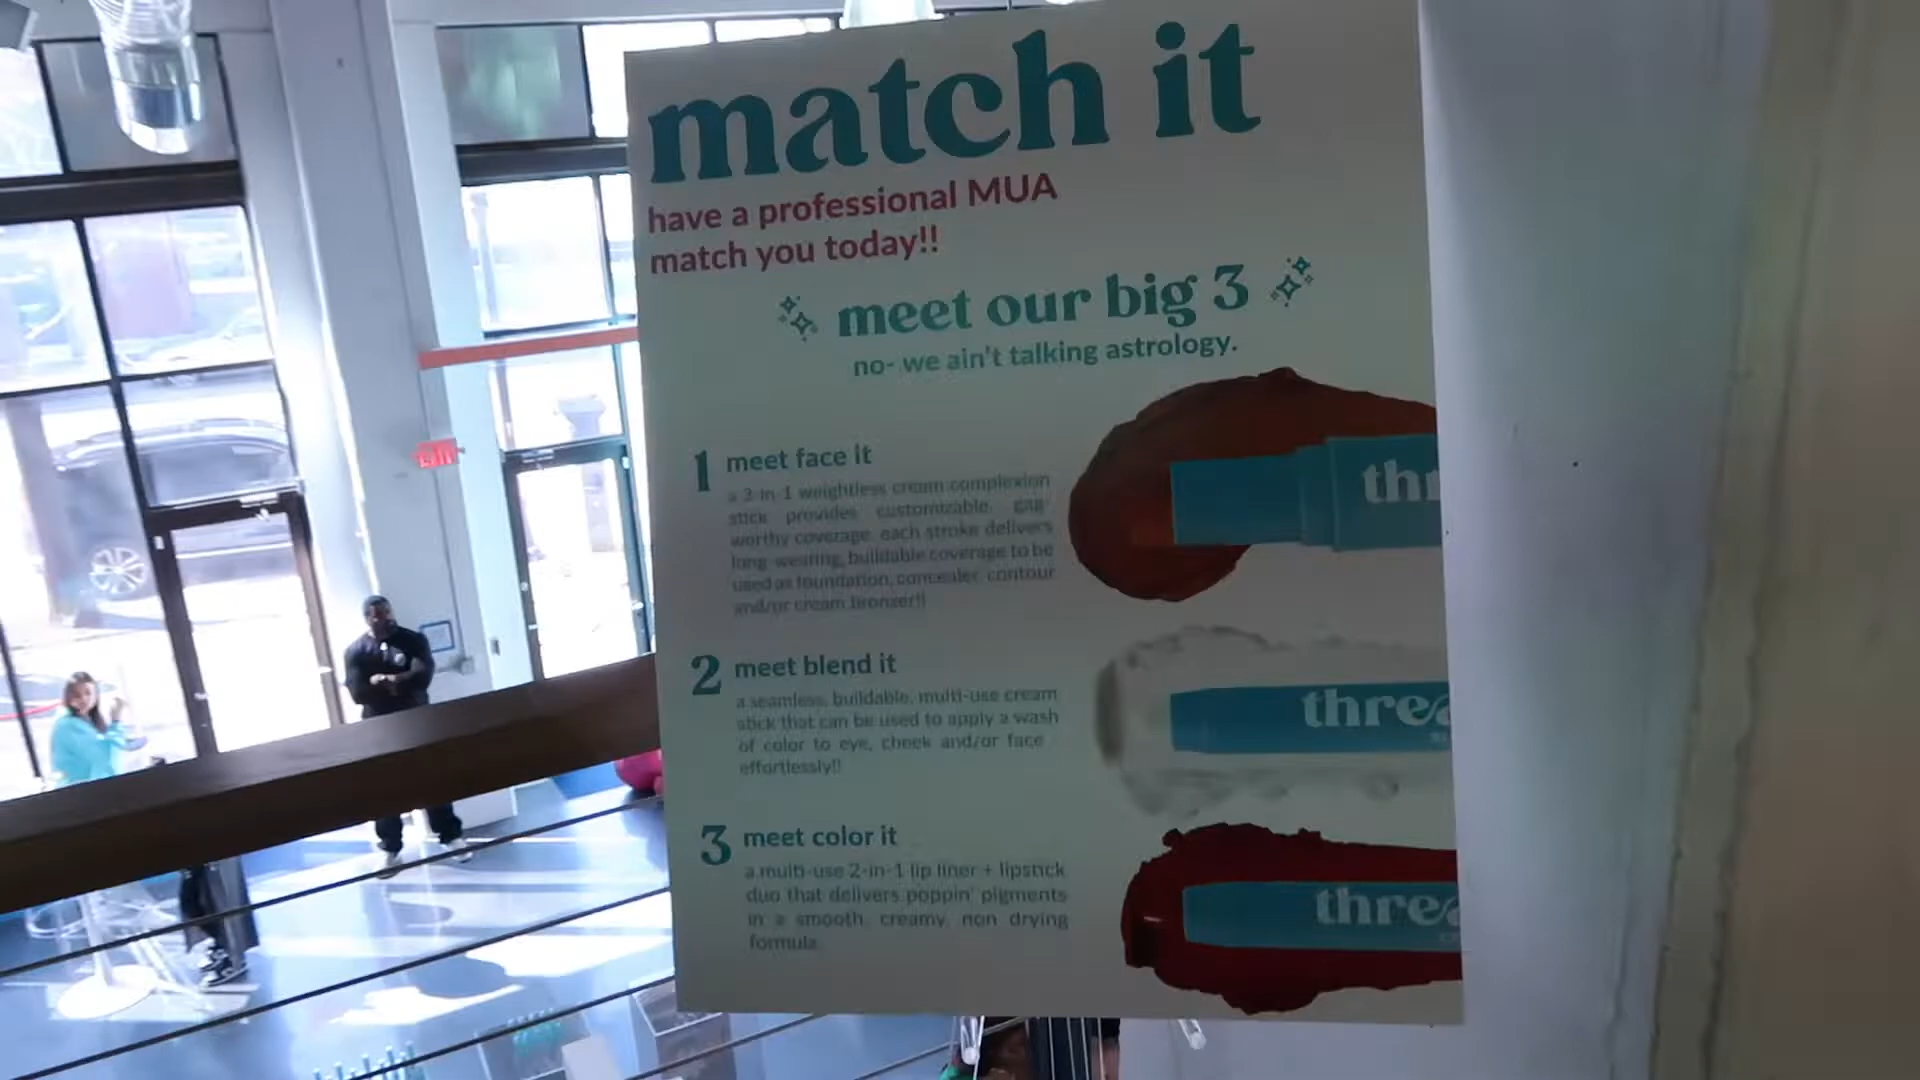 match it
have a professional MUA
match you today!!
meet our big 3
no- we ain't talking astrology.
1 meet face it
a 3-in-1 weightless cream complexion
stick provides customizable, gag-
worthy coverage. each stroke delivers
long-wearing, buildable coverage to be
used as foundation, concealer, contour
and/or cream bronzer!!
thr
2 meet blend it
a seamless, buildable, multi-use cream
stick that can be used to apply a wash
of color to eye, cheek and/or face
effortlessly!!
three
3 meet color it
a multi-use 2-in-1 lip liner + lipstick
duo that delivers poppin' pigments
in a smooth, creamy, non drying
formula.
three